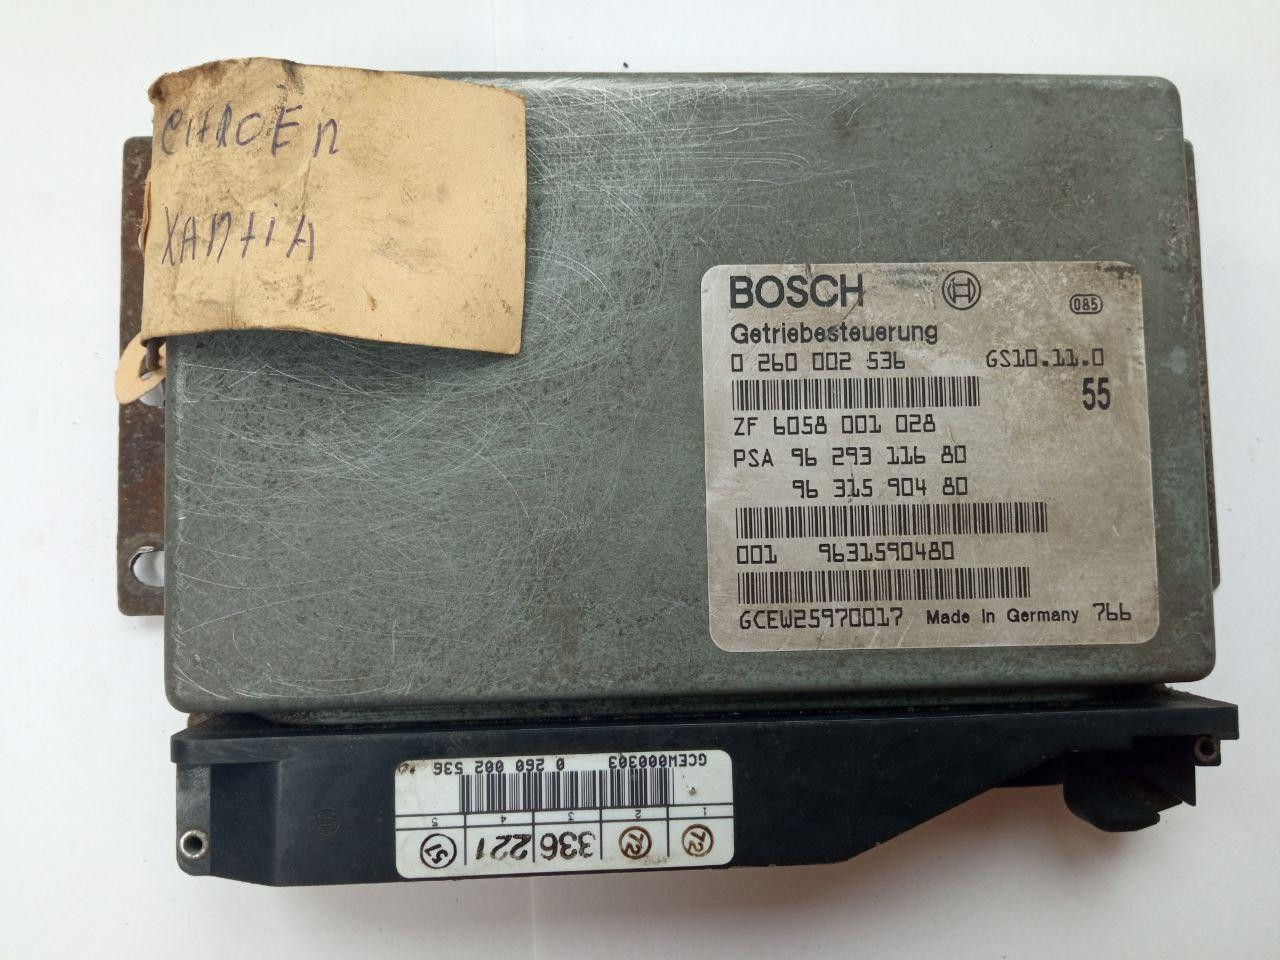 CITROËn
XAntiA
BOSCH
085
Getriebesteuerung
0 260 002 536 GS10.11.0
55
ZF 6058 001 028
PSA 96 293 116 80
96 315 904 80
001 9631590480
GCEW25970017 Made in Germany 766
GCEW000303 0 260 002 536
1 2 3 4 5
72 72 336 221